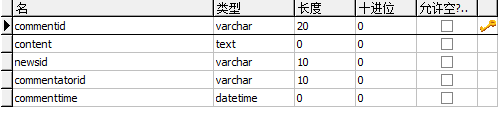 名 类型 长度 十进位 允许空?..
commentid varchar 20 0
content text 0 0
newsid varchar 10 0
commentatorid varchar 10 0
commenttime datetime 0 0